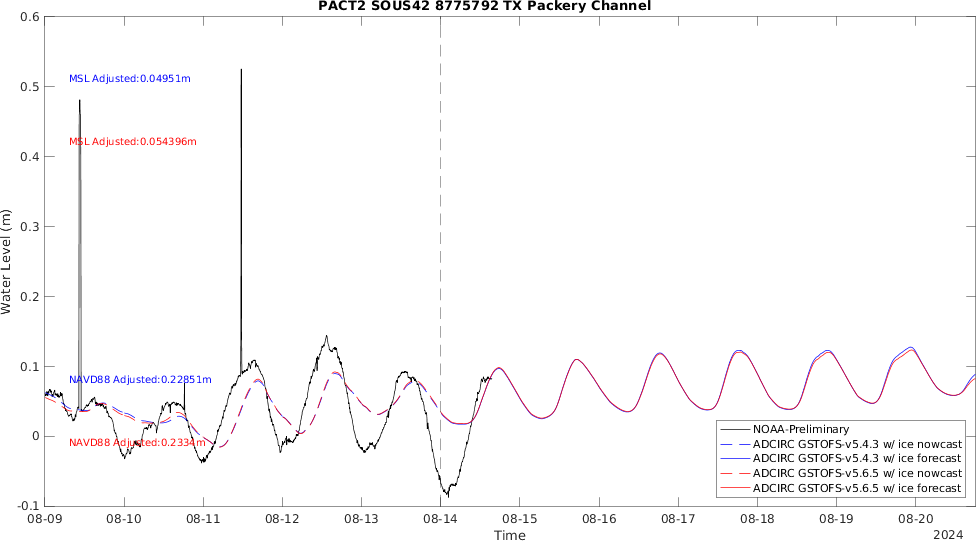 PACT2 SOUS42 8775792 TX Packery Channel
0.6
0.5
0.4
0.3
0.2
0.1
0
-0.1
Water Level (m)
MSL Adjusted:0.04951m
MSL Adjusted:0.054396m
NAVD88 Adjusted:0.22851m
NAVD88 Adjusted:0.2334m
NOAA-Preliminary
ADCIRC GSTOFS-v5.4.3 w/ ice nowcast
ADCIRC GSTOFS-v5.4.3 w/ ice forecast
ADCIRC GSTOFS-v5.6.5 w/ ice nowcast
ADCIRC GSTOFS-v5.6.5 w/ ice forecast
08-09 08-10 08-11 08-12 08-13 08-14 08-15 08-16 08-17 08-18 08-19 08-20
Time
2024